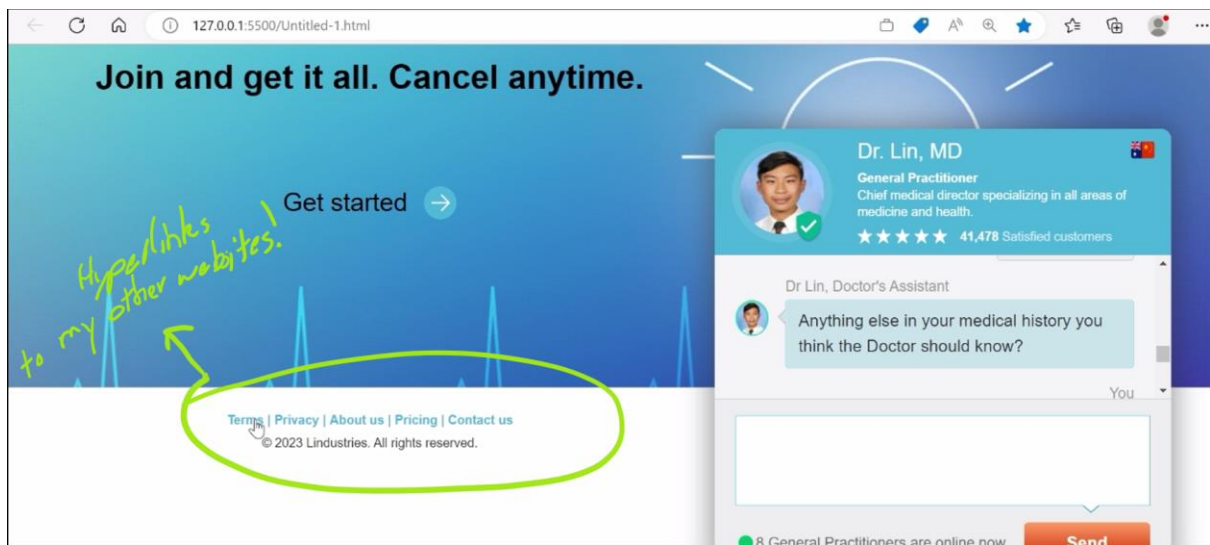 127.0.0.1:5500/Untitled-1.html
Join and get it all. Cancel anytime.
Get started
Hyperlinks
to my other websites!
Terms | Privacy | About us | Pricing | Contact us
© 2023 Lindustries. All rights reserved.
Dr. Lin, MD
General Practitioner
Chief medical director specializing in all areas of
medicine and health.
41,478 Satisfied customers
Dr Lin, Doctor's Assistant
Anything else in your medical history you
think the Doctor should know?
You
8 General Practitioners are online now
Send